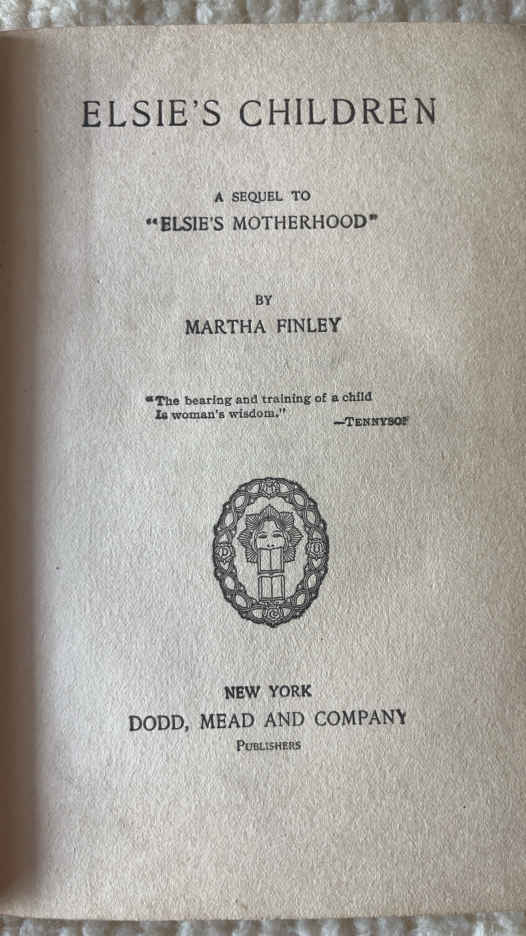 ELSIE'S CHILDREN
A SEQUEL TO
"ELSIE'S MOTHERHOOD"
BY
MARTHA FINLEY
"The bearing and training of a child
Is woman's wisdom."
—TENNYSON
NEW YORK
DODD, MEAD AND COMPANY
PUBLISHERS